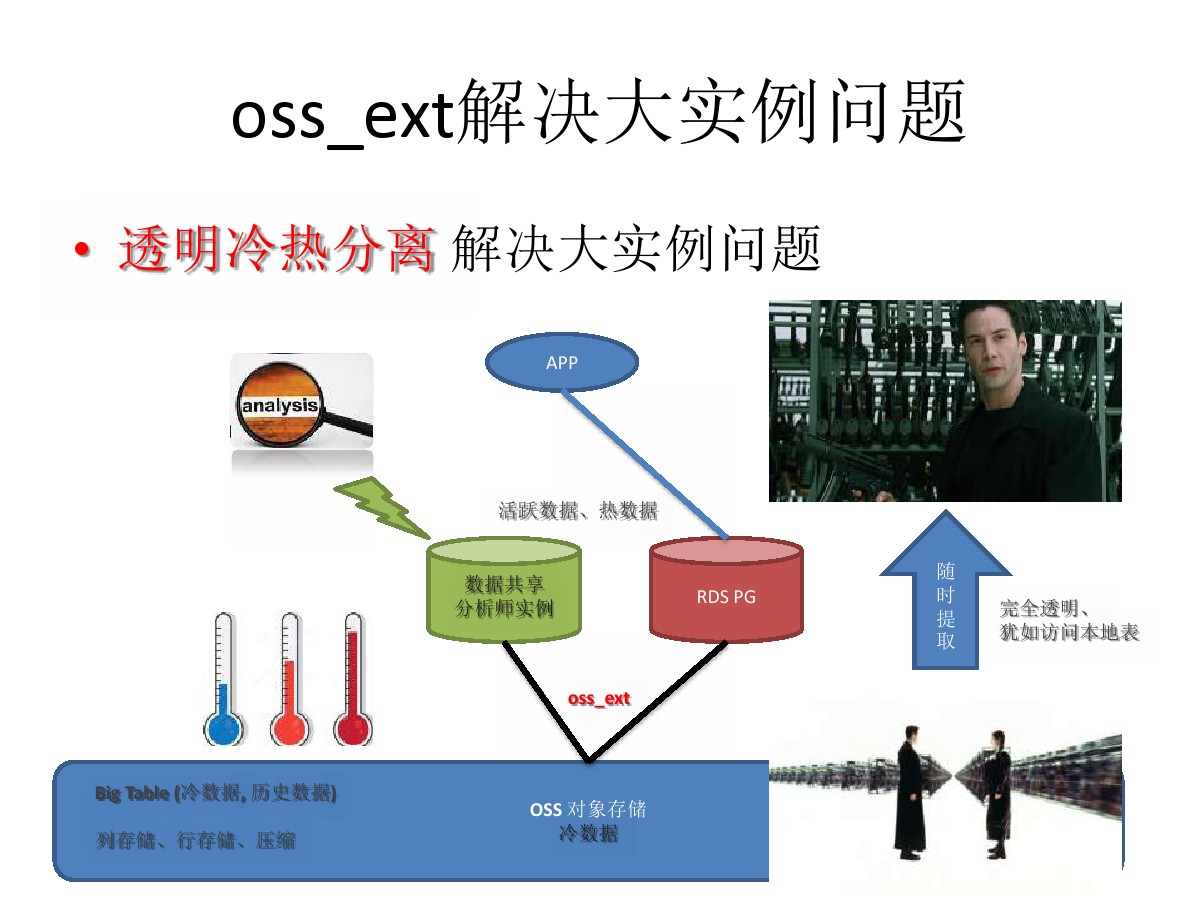 oss_ext解决大实例问题
• 透明冷热分离 解决大实例问题
APP
analysis
活跃数据、热数据
数据共享
分析师实例
RDS PG
随
时
提
取
完全透明、
犹如访问本地表
oss_ext
Big Table (冷数据, 历史数据)
列存储、行存储、压缩
OSS 对象存储
冷数据